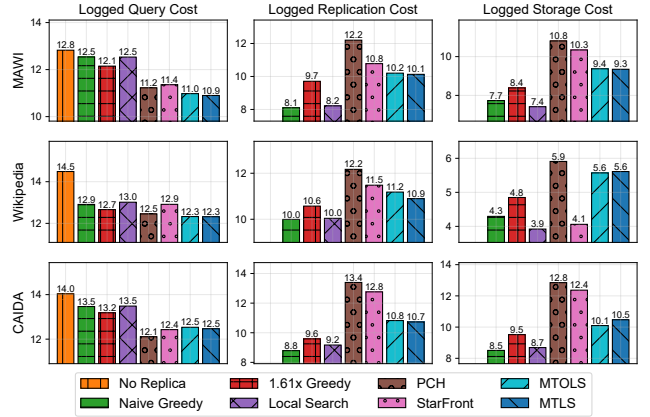 Logged Query Cost Logged Replication Cost Logged Storage Cost
MAWI
14 12 10
12.8 12.5 12.1 12.5 11.2 11.4 11.0 10.9
12 10 8
8.1 9.7 8.2 12.2 10.8 10.2 10.1
10 8
7.7 8.4 7.4 10.8 10.3 9.4 9.3
Wikipedia
14 12
14.5 12.9 12.7 13.0 12.5 12.9 12.3 12.3
12 10
10.0 10.6 10.0 12.2 11.5 11.2 10.9
6 5 4
4.3 4.8 3.9 5.9 4.1 5.6 5.6
CAIDA
14 12
14.0 13.5 13.2 13.5 12.1 12.4 12.5 12.5
14 12 10 8
8.8 9.6 9.2 13.4 12.8 10.8 10.7
12 10 8
8.5 9.5 8.7 12.8 12.4 10.1 10.5
No Replica 1.61x Greedy PCH MTOLS
Naive Greedy Local Search StarFront MTLS